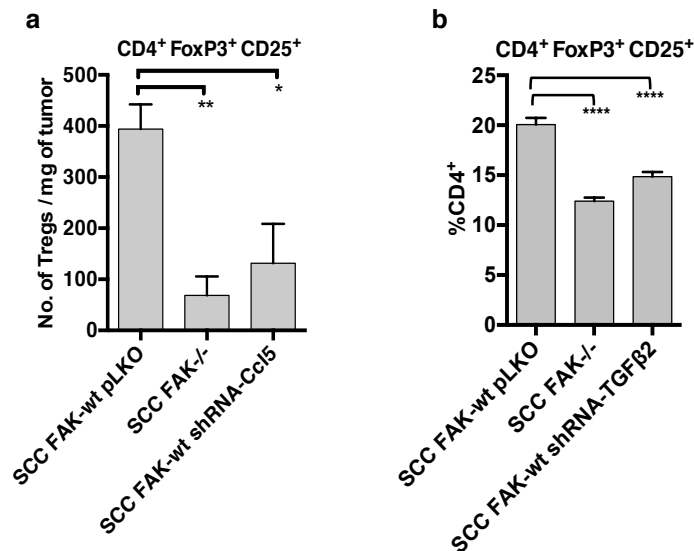 a
CD4⁺ FoxP3⁺ CD25⁺
No. of Tregs / mg of tumor
500
400
300
200
100
0
**
*
SCC FAK-wt pLKO
SCC FAK-/-
SCC FAK-wt shRNA-Ccl5
b
CD4⁺ FoxP3⁺ CD25⁺
%CD4⁺
25
20
15
10
5
0
****
****
SCC FAK-wt pLKO
SCC FAK-/-
SCC FAK-wt shRNA-TGFβ2